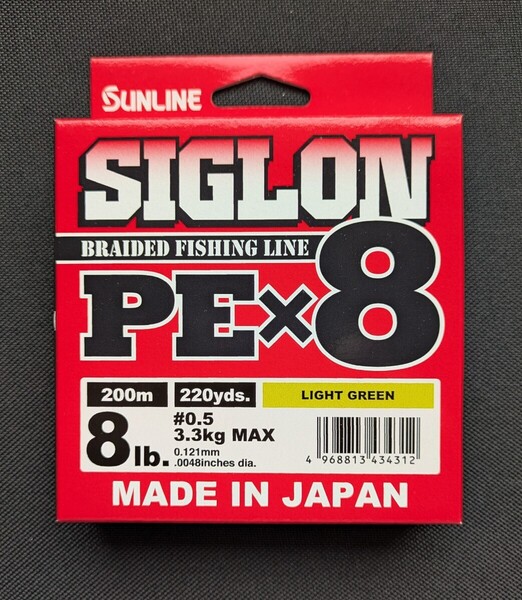 SUNLINE
SIGLON
BRAIDED FISHING LINE
PE×8
200m 220yds. LIGHT GREEN
8lb. #0.5
3.3kg MAX
0.121mm
.0048inches dia.
4 968813 434312
MADE IN JAPAN